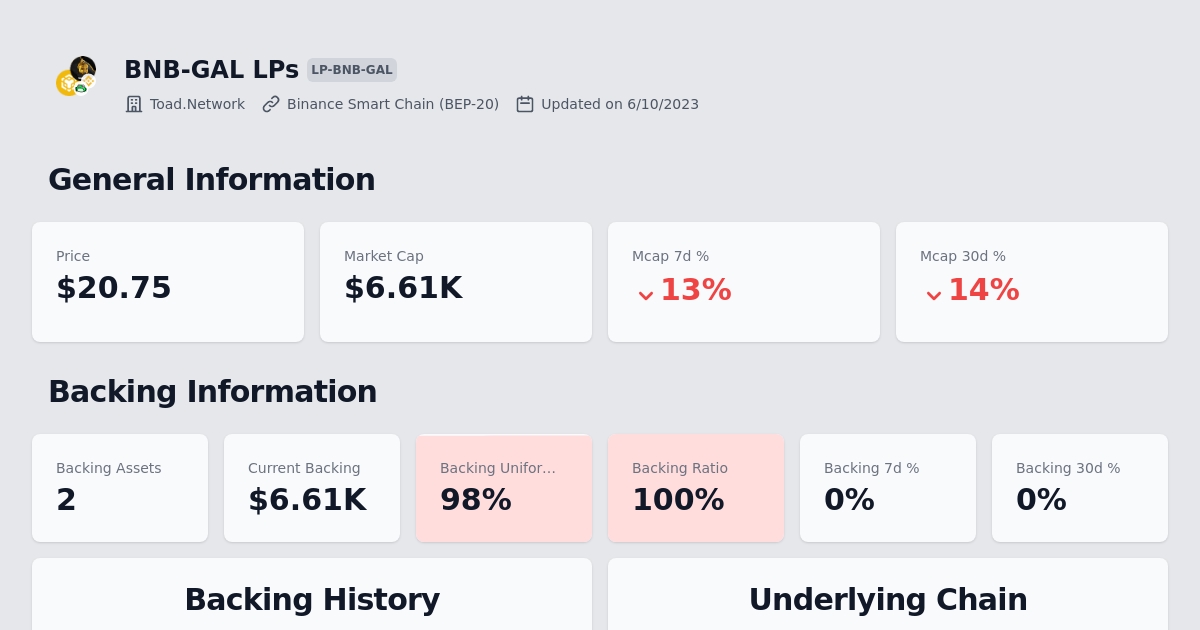 BNB-GAL LPs LP-BNB-GAL
Toad.Network Binance Smart Chain (BEP-20) Updated on 6/10/2023
General Information
Price
$20.75
Market Cap
$6.61K
Mcap 7d %
13%
Mcap 30d %
14%
Backing Information
Backing Assets
2
Current Backing
$6.61K
Backing Unifor...
98%
Backing Ratio
100%
Backing 7d %
0%
Backing 30d %
0%
Backing History
Underlying Chain